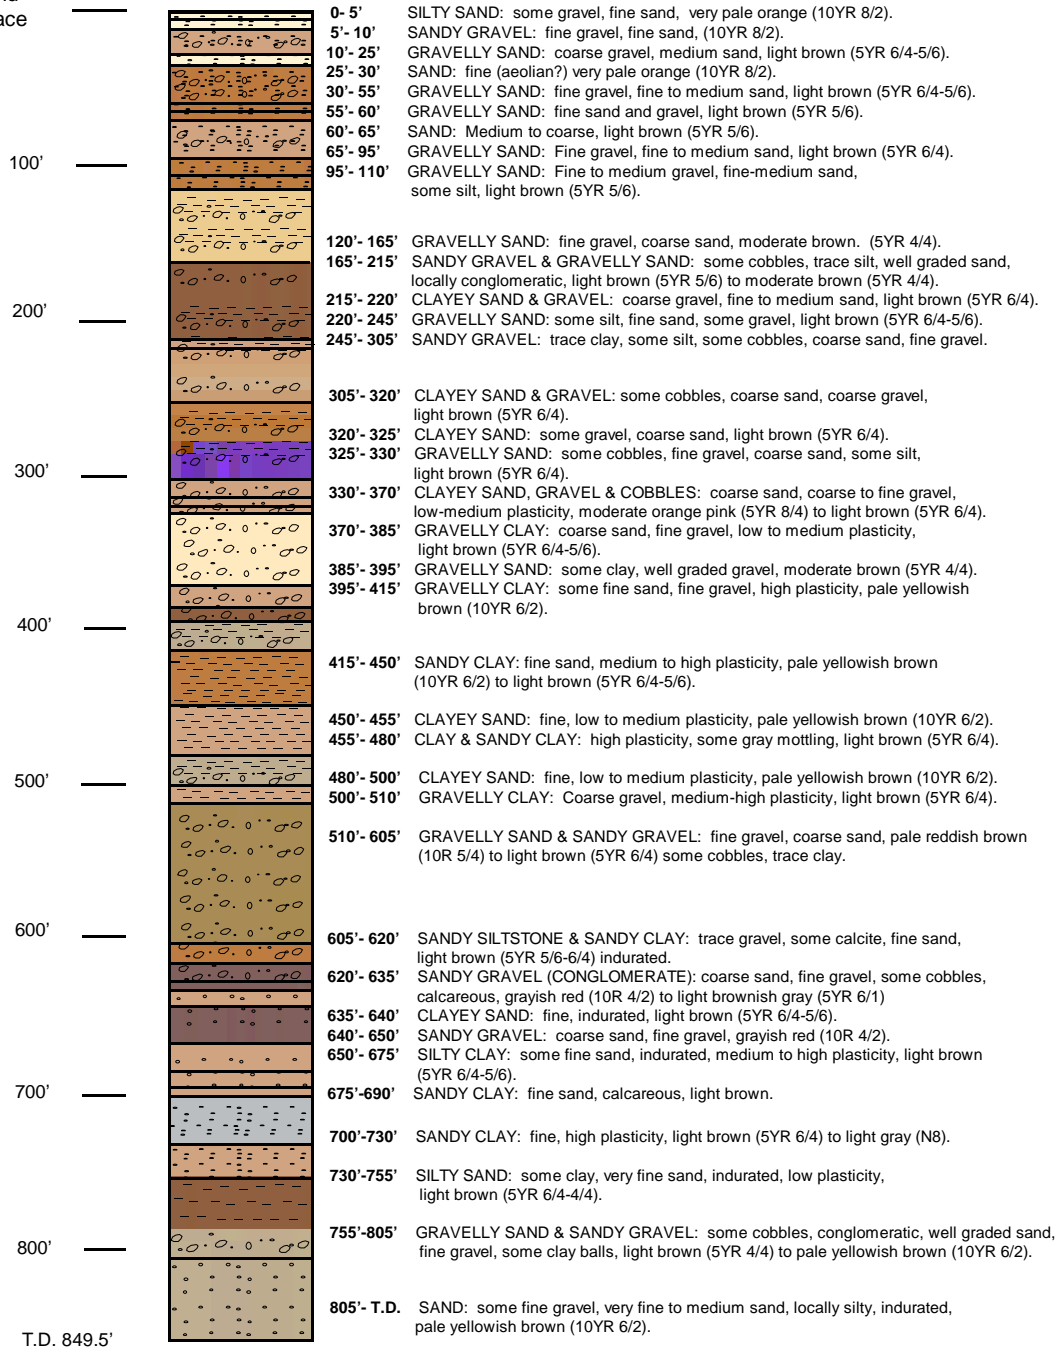 ace
0- 5’ SILTY SAND: some gravel, fine sand, very pale orange (10YR 8/2).
5’- 10’ SANDY GRAVEL: fine gravel, fine sand, (10YR 8/2).
10’- 25’ GRAVELLY SAND: coarse gravel, medium sand, light brown (5YR 6/4-5/6).
25’- 30’ SAND: fine (aeolian?) very pale orange (10YR 8/2).
30’- 55’ GRAVELLY SAND: fine gravel, fine to medium sand, light brown (5YR 6/4-5/6).
55’- 60’ GRAVELLY SAND: fine sand and gravel, light brown (5YR 5/6).
60’- 65’ SAND: Medium to coarse, light brown (5YR 5/6).
65’- 95’ GRAVELLY SAND: Fine gravel, fine to medium sand, light brown (5YR 6/4).
100’
95’- 110’ GRAVELLY SAND: Fine to medium gravel, fine-medium sand,
some silt, light brown (5YR 5/6).
120’- 165’ GRAVELLY SAND: fine gravel, coarse sand, moderate brown. (5YR 4/4).
165’- 215’ SANDY GRAVEL & GRAVELLY SAND: some cobbles, trace silt, well graded sand,
locally conglomeratic, light brown (5YR 5/6) to moderate brown (5YR 4/4).
215’- 220’ CLAYEY SAND & GRAVEL: coarse gravel, fine to medium sand, light brown (5YR 6/4).
200’
220’- 245’ GRAVELLY SAND: some silt, fine sand, some gravel, light brown (5YR 6/4-5/6).
245’- 305’ SANDY GRAVEL: trace clay, some silt, some cobbles, coarse sand, fine gravel.
305’- 320’ CLAYEY SAND & GRAVEL: some cobbles, coarse sand, coarse gravel,
light brown (5YR 6/4).
320’- 325’ CLAYEY SAND: some gravel, coarse sand, light brown (5YR 6/4).
325’- 330’ GRAVELLY SAND: some cobbles, fine gravel, coarse sand, some silt,
light brown (5YR 6/4).
300’
330’- 370’ CLAYEY SAND, GRAVEL & COBBLES: coarse sand, coarse to fine gravel,
low-medium plasticity, moderate orange pink (5YR 8/4) to light brown (5YR 6/4).
370’- 385’ GRAVELLY CLAY: coarse sand, fine gravel, low to medium plasticity,
light brown (5YR 6/4-5/6).
385’- 395’ GRAVELLY SAND: some clay, well graded gravel, moderate brown (5YR 4/4).
395’- 415’ GRAVELLY CLAY: some fine sand, fine gravel, high plasticity, pale yellowish
brown (10YR 6/2).
400’
415’- 450’ SANDY CLAY: fine sand, medium to high plasticity, pale yellowish brown
(10YR 6/2) to light brown (5YR 6/4-5/6).
450’- 455’ CLAYEY SAND: fine, low to medium plasticity, pale yellowish brown (10YR 6/2).
455’- 480’ CLAY & SANDY CLAY: high plasticity, some gray mottling, light brown (5YR 6/4).
480’- 500’ CLAYEY SAND: fine, low to medium plasticity, pale yellowish brown (10YR 6/2).
500’
500’- 510’ GRAVELLY CLAY: Coarse gravel, medium-high plasticity, light brown (5YR 6/4).
510’- 605’ GRAVELLY SAND & SANDY GRAVEL: fine gravel, coarse sand, pale reddish brown
(10R 5/4) to light brown (5YR 6/4) some cobbles, trace clay.
600’
605’- 620’ SANDY SILTSTONE & SANDY CLAY: trace gravel, some calcite, fine sand,
light brown (5YR 5/6-6/4) indurated.
620’- 635’ SANDY GRAVEL (CONGLOMERATE): coarse sand, fine gravel, some cobbles,
calcareous, grayish red (10R 4/2) to light brownish gray (5YR 6/1)
635’- 640’ CLAYEY SAND: fine, indurated, light brown (5YR 6/4-5/6).
640’- 650’ SANDY GRAVEL: coarse sand, fine gravel, grayish red (10R 4/2).
650’- 675’ SILTY CLAY: some fine sand, indurated, medium to high plasticity, light brown
(5YR 6/4-5/6).
700’
675’-690’ SANDY CLAY: fine sand, calcareous, light brown.
700’-730’ SANDY CLAY: fine, high plasticity, light brown (5YR 6/4) to light gray (N8).
730’-755’ SILTY SAND: some clay, very fine sand, indurated, low plasticity,
light brown (5YR 6/4-4/4).
755’-805’ GRAVELLY SAND & SANDY GRAVEL: some cobbles, conglomeratic, well graded sand,
800’
fine gravel, some clay balls, light brown (5YR 4/4) to pale yellowish brown (10YR 6/2).
805’- T.D. SAND: some fine gravel, very fine to medium sand, locally silty, indurated,
pale yellowish brown (10YR 6/2).
T.D. 849.5’